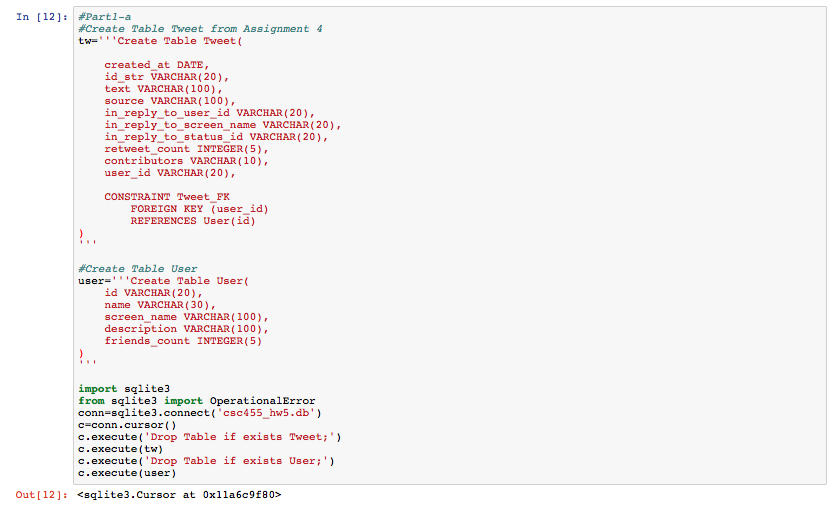 In [12]: #Part1-a
#Create Table Tweet from Assignment 4
tw='''Create Table Tweet(
created_at DATE,
id_str VARCHAR(20),
text VARCHAR(100),
source VARCHAR(100),
in_reply_to_user_id VARCHAR(20),
in_reply_to_screen_name VARCHAR(20),
in_reply_to_status_id VARCHAR(20),
retweet_count INTEGER(5),
contributors VARCHAR(10),
user_id VARCHAR(20),
CONSTRAINT Tweet_FK
FOREIGN KEY (user_id)
REFERENCES User(id)
)
'''
#Create Table User
user='''Create Table User(
id VARCHAR(20),
name VARCHAR(30),
screen_name VARCHAR(100),
description VARCHAR(100),
friends_count INTEGER(5)
)
'''
import sqlite3
from sqlite3 import OperationalError
conn=sqlite3.connect('csc455_hw5.db')
c=conn.cursor()
c.execute('Drop Table if exists Tweet;')
c.execute(tw)
c.execute('Drop Table if exists User;')
c.execute(user)
Out[12]: <sqlite3.Cursor at 0x11a6c9f80>